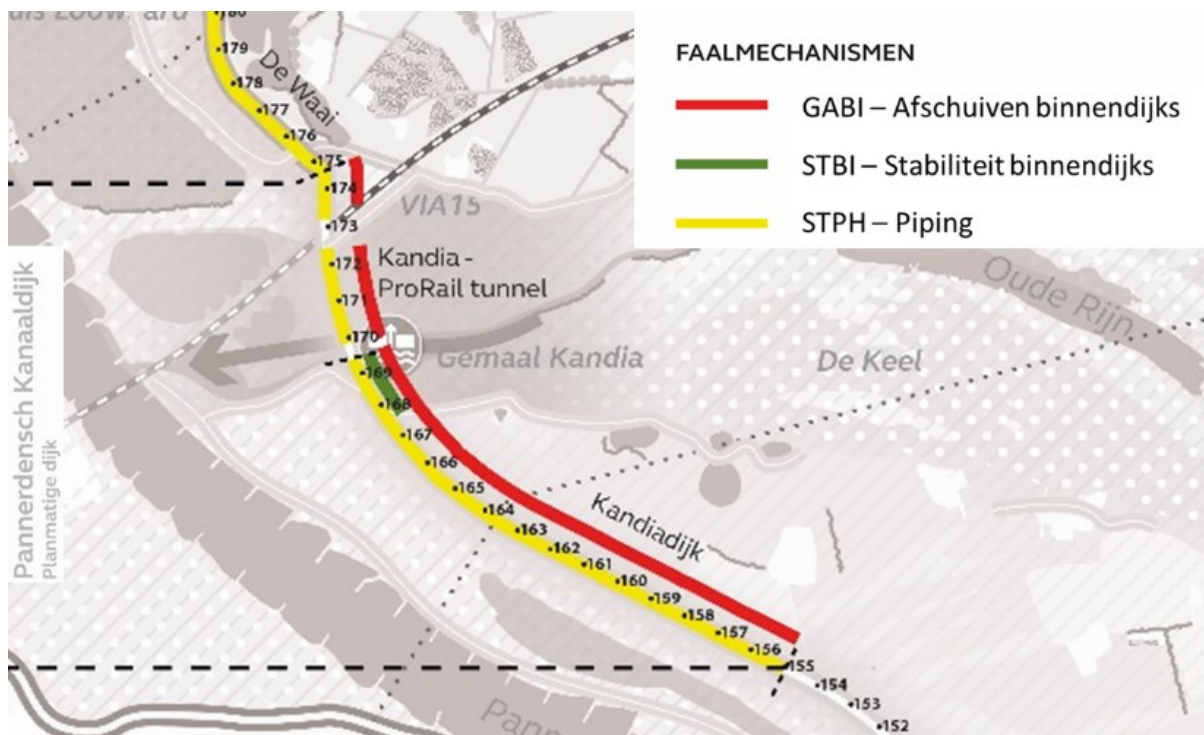 180
179
De Waai
178
177
176
175
174
VIA15
173
Kandia -
172
ProRail tunnel
171
170
Gemaal Kandia
De Keel
Oude Rijn
169
168
167
166
165
164
163
Kandiadijk
162
161
160
159
158
157
156
155
154
153
152
Pannerdensch Kanaaldijk
Planmatige dijk
FAALMECHANISMEN
GABI – Afschuiven binnendijks
STBI – Stabiliteit binnendijks
STPH – Piping